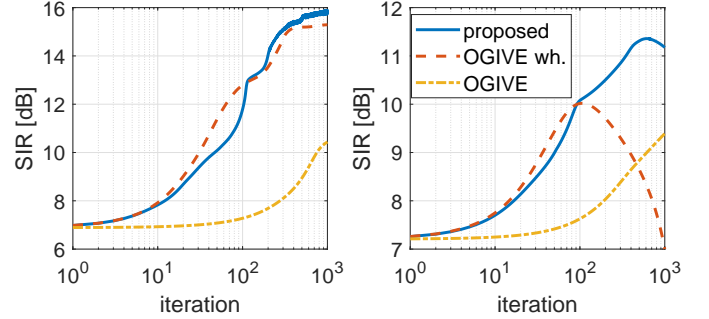 16
14
12
10
8
6
SIR [dB]
10^0
10^1
10^2
10^3
iteration
12
11
10
9
8
7
SIR [dB]
proposed
OGIVE wh.
OGIVE
10^0
10^1
10^2
10^3
iteration